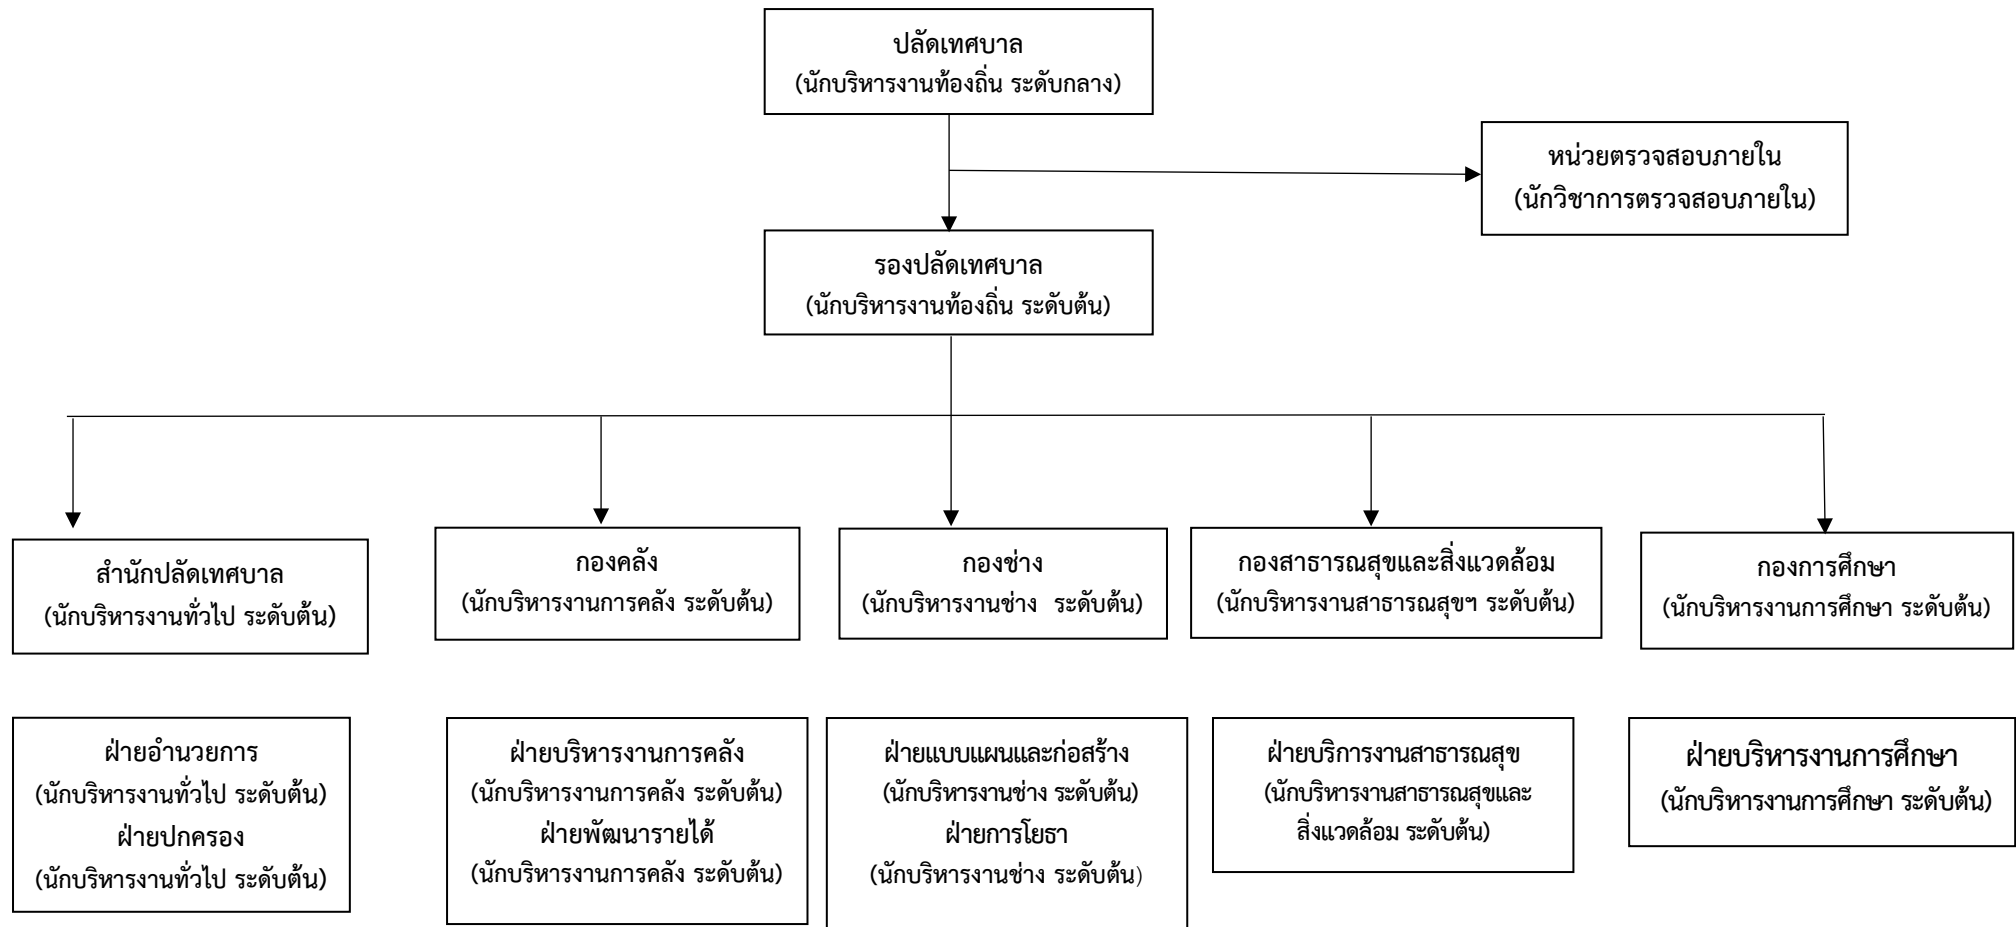 ปลัดเทศบาล
(นักบริหารงานท้องถิ่น ระดับกลาง)
หน่วยตรวจสอบภายใน
(นักวิชาการตรวจสอบภายใน)
รองปลัดเทศบาล
(นักบริหารงานท้องถิ่น ระดับต้น)
สำนักปลัดเทศบาล
(นักบริหารงานทั่วไป ระดับต้น)
กองคลัง
(นักบริหารงานการคลัง ระดับต้น)
กองช่าง
(นักบริหารงานช่าง ระดับต้น)
กองสาธารณสุขและสิ่งแวดล้อม
(นักบริหารงานสาธารณสุขฯ ระดับต้น)
กองการศึกษา
(นักบริหารงานการศึกษา ระดับต้น)
ฝ่ายอำนวยการ
(นักบริหารงานทั่วไป ระดับต้น)
ฝ่ายปกครอง
(นักบริหารงานทั่วไป ระดับต้น)
ฝ่ายบริหารงานการคลัง
(นักบริหารงานการคลัง ระดับต้น)
ฝ่ายพัฒนารายได้
(นักบริหารงานการคลัง ระดับต้น)
ฝ่ายแบบแผนและก่อสร้าง
(นักบริหารงานช่าง ระดับต้น)
ฝ่ายการโยธา
(นักบริหารงานช่าง ระดับต้น)
ฝ่ายบริการงานสาธารณสุข
(นักบริหารงานสาธารณสุขและ
สิ่งแวดล้อม ระดับต้น)
ฝ่ายบริหารงานการศึกษา
(นักบริหารงานการศึกษา ระดับต้น)